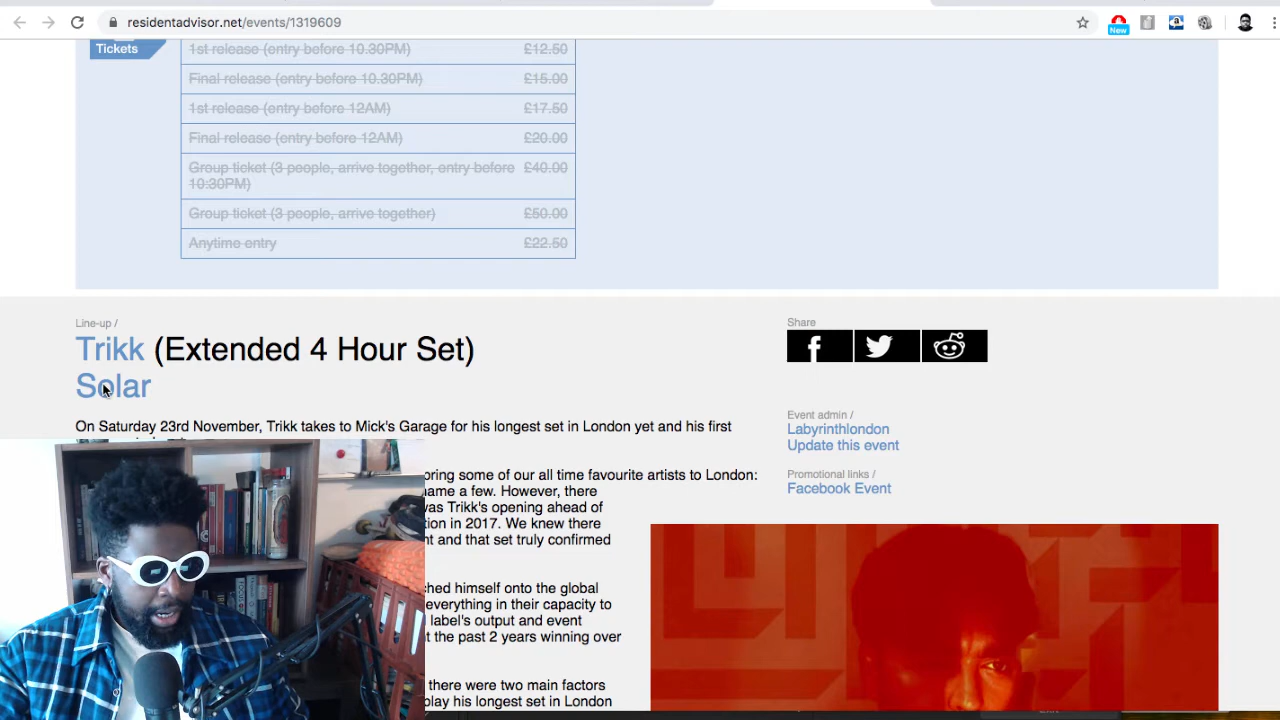 residentadvisor.net/events/1319609
New
Tickets
1st release (entry before 10.30PM) £12.50
Final release (entry before 10.30PM) £15.00
1st release (entry before 12AM) £17.50
Final release (entry before 12AM) £20.00
Group ticket (3 people, arrive together, entry before £40.00
10:30PM)
Group ticket (3 people, arrive together) £50.00
Anytime entry £22.50
Line-up /
Trikk (Extended 4 Hour Set)
Solar
On Saturday 23rd November, Trikk takes to Mick's Garage for his longest set in London yet and his first
bring some of our all time favourite artists to London:
name a few. However, there
was Trikk's opening ahead of
tion in 2017. We knew there
nt and that set truly confirmed
ched himself onto the global
everything in their capacity to
label's output and event
at the past 2 years winning over
there were two main factors
play his longest set in London
Share
Event admin /
Labyrinthlondon
Update this event
Promotional links /
Facebook Event